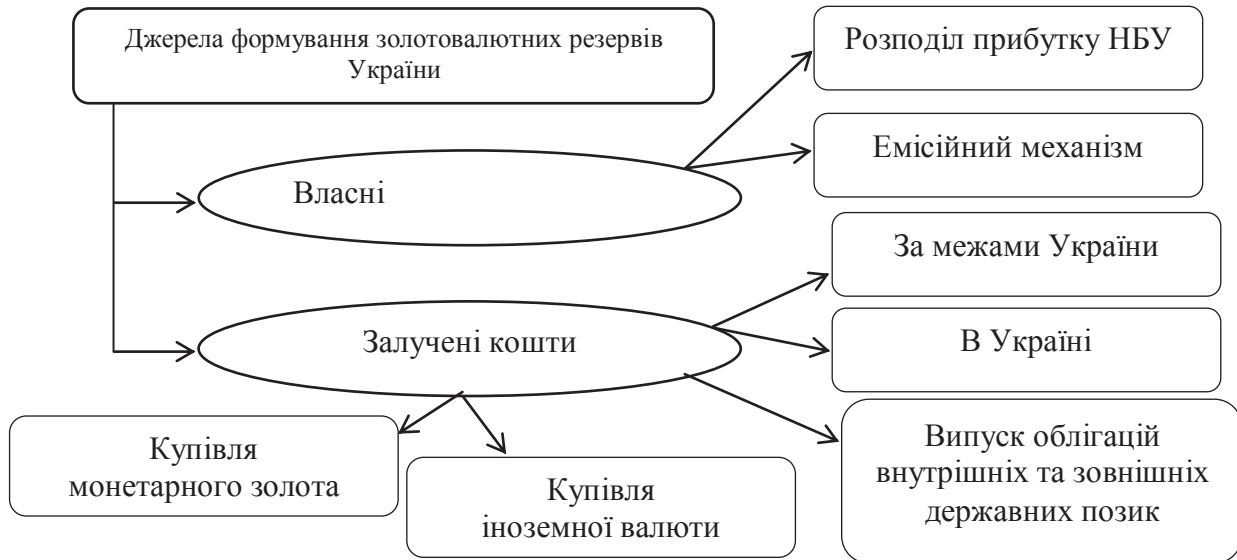 Джерела формування золотовалютних резервів
України
Розподіл прибутку НБУ
Емісійний механізм
Власні
За межами України
Залучені кошти
В Україні
Купівля
монетарного золота
Купівля
іноземної валюти
Випуск облігацій
внутрішніх та зовнішніх
державних позик